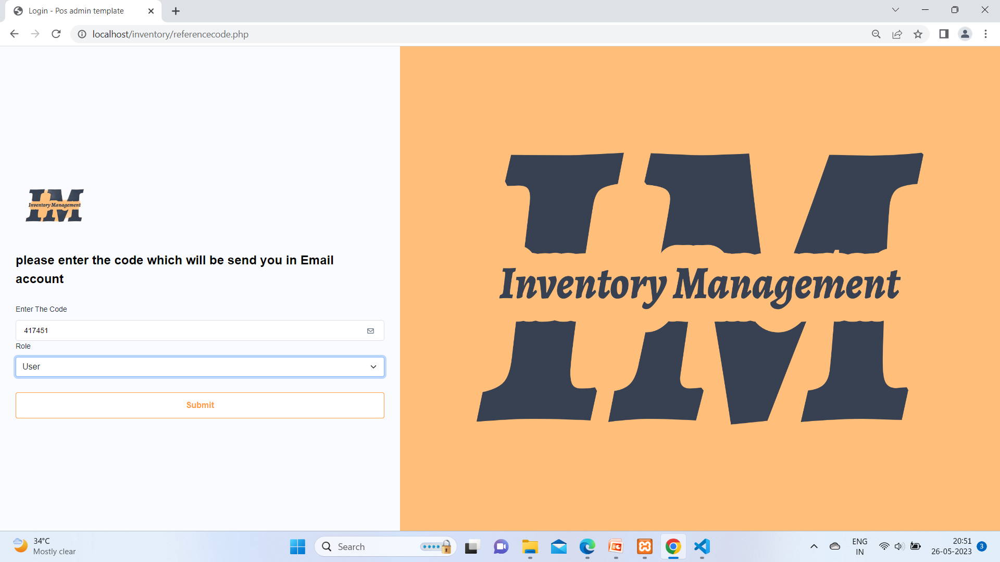 Login - Pos admin template
localhost/inventory/referencecode.php
Inventory Management
please enter the code which will be send you in Email
account
Enter The Code
417451
Role
User
Submit
IM
Inventory Management
34°C
Mostly clear
Search
ENG
IN
20:51
26-05-2023
3